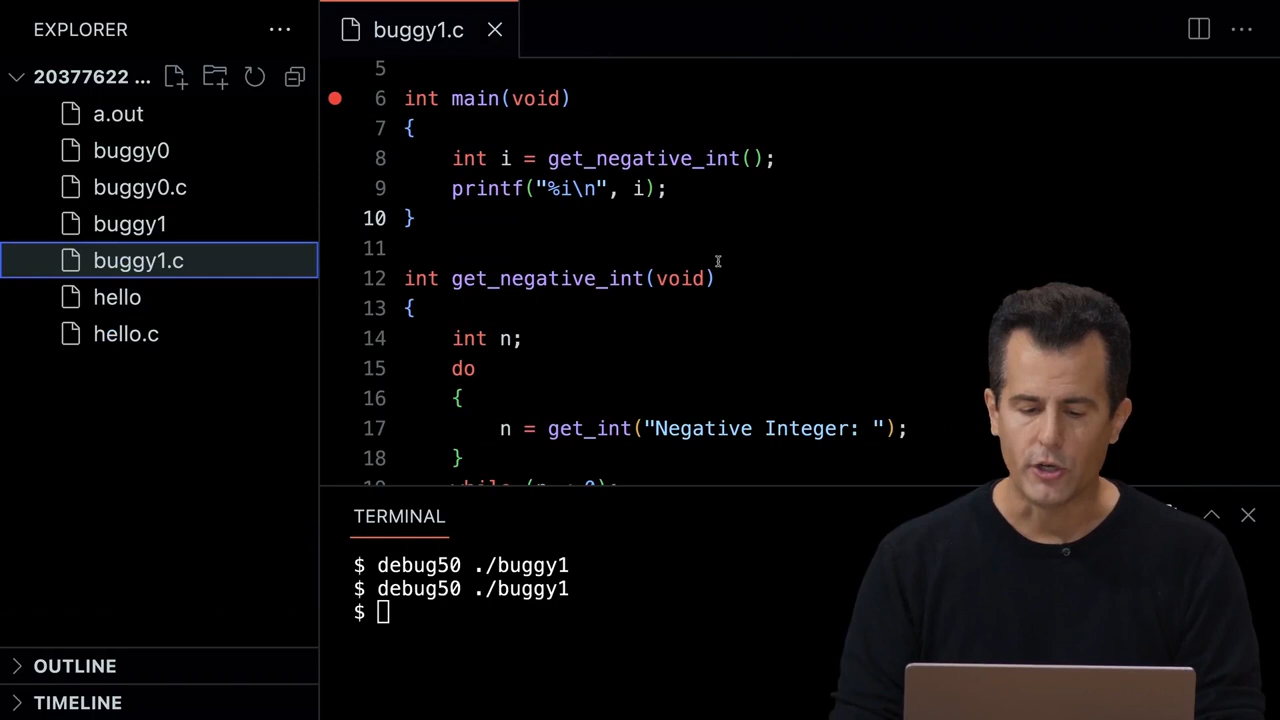 EXPLORER
20377622 ...
a.out
buggy0
buggy0.c
buggy1
buggy1.c
hello
hello.c
OUTLINE
TIMELINE
buggy1.c
5
6 int main(void)
7 {
8 int i = get_negative_int();
9 printf("%i\n", i);
10 }
11
12 int get_negative_int(void)
13 {
14 int n;
15 do
16 {
17 n = get_int("Negative Integer: ");
18 }
TERMINAL
$ debug50 ./buggy1
$ debug50 ./buggy1
$